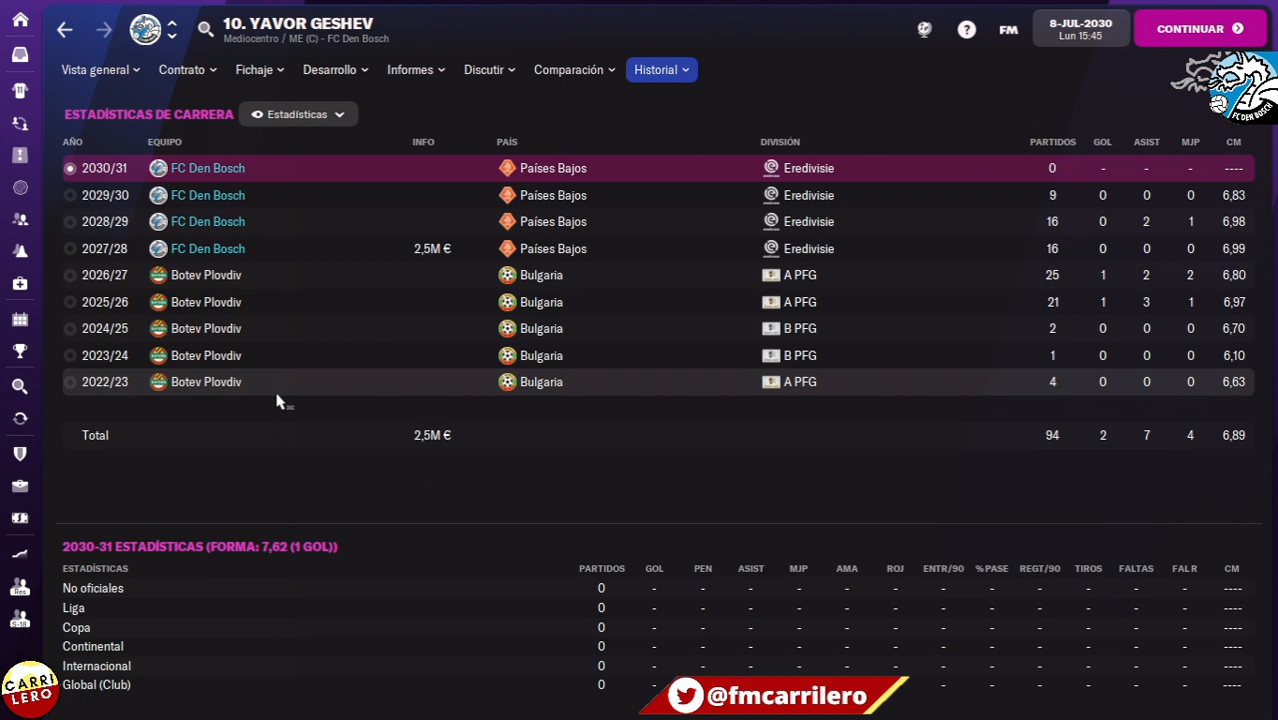 10. YAVOR GESHEV
Mediocentro / ME (C) - FC Den Bosch
FM
8-JUL-2030
Lun 15:45
CONTINUAR
Vista general Contrato Fichaje Desarrollo Informes Discutir Comparación Historial
FC DEN BOSCH
ESTADÍSTICAS DE CARRERA Estadísticas
AÑO EQUIPO INFO PAÍS DIVISIÓN PARTIDOS GOL ASIST MJP CM
2030/31 FC Den Bosch Países Bajos Eredivisie 0 - - - ----
2029/30 FC Den Bosch Países Bajos Eredivisie 9 0 0 0 6,83
2028/29 FC Den Bosch Países Bajos Eredivisie 16 0 2 1 6,98
2027/28 FC Den Bosch 2,5M € Países Bajos Eredivisie 16 0 0 0 6,99
2026/27 Botev Plovdiv Bulgaria A PFG 25 1 2 2 6,80
2025/26 Botev Plovdiv Bulgaria A PFG 21 1 3 1 6,97
2024/25 Botev Plovdiv Bulgaria B PFG 2 0 0 0 6,70
2023/24 Botev Plovdiv Bulgaria B PFG 1 0 0 0 6,10
2022/23 Botev Plovdiv Bulgaria A PFG 4 0 0 0 6,63
Total 2,5M € 94 2 7 4 6,89
2030-31 ESTADÍSTICAS (FORMA: 7,62 (1 GOL))
ESTADÍSTICAS PARTIDOS GOL PEN ASIST MJP AMA ROJ ENTR/90 %PASE REGT/90 TIROS FALTAS FAL R CM
No oficiales 0 - - - - - - - - - - - - ----
Liga 0 - - - - - - - - - - - - ----
Copa 0 - - - - - - - - - - - - ----
Continental 0 - - - - - - - - - - - - ----
Internacional 0 - - - - - - - - - - - - ----
Global (Club) 0 - - - - - ----
Res
S-18
CARRILERO
@fmcarrilero